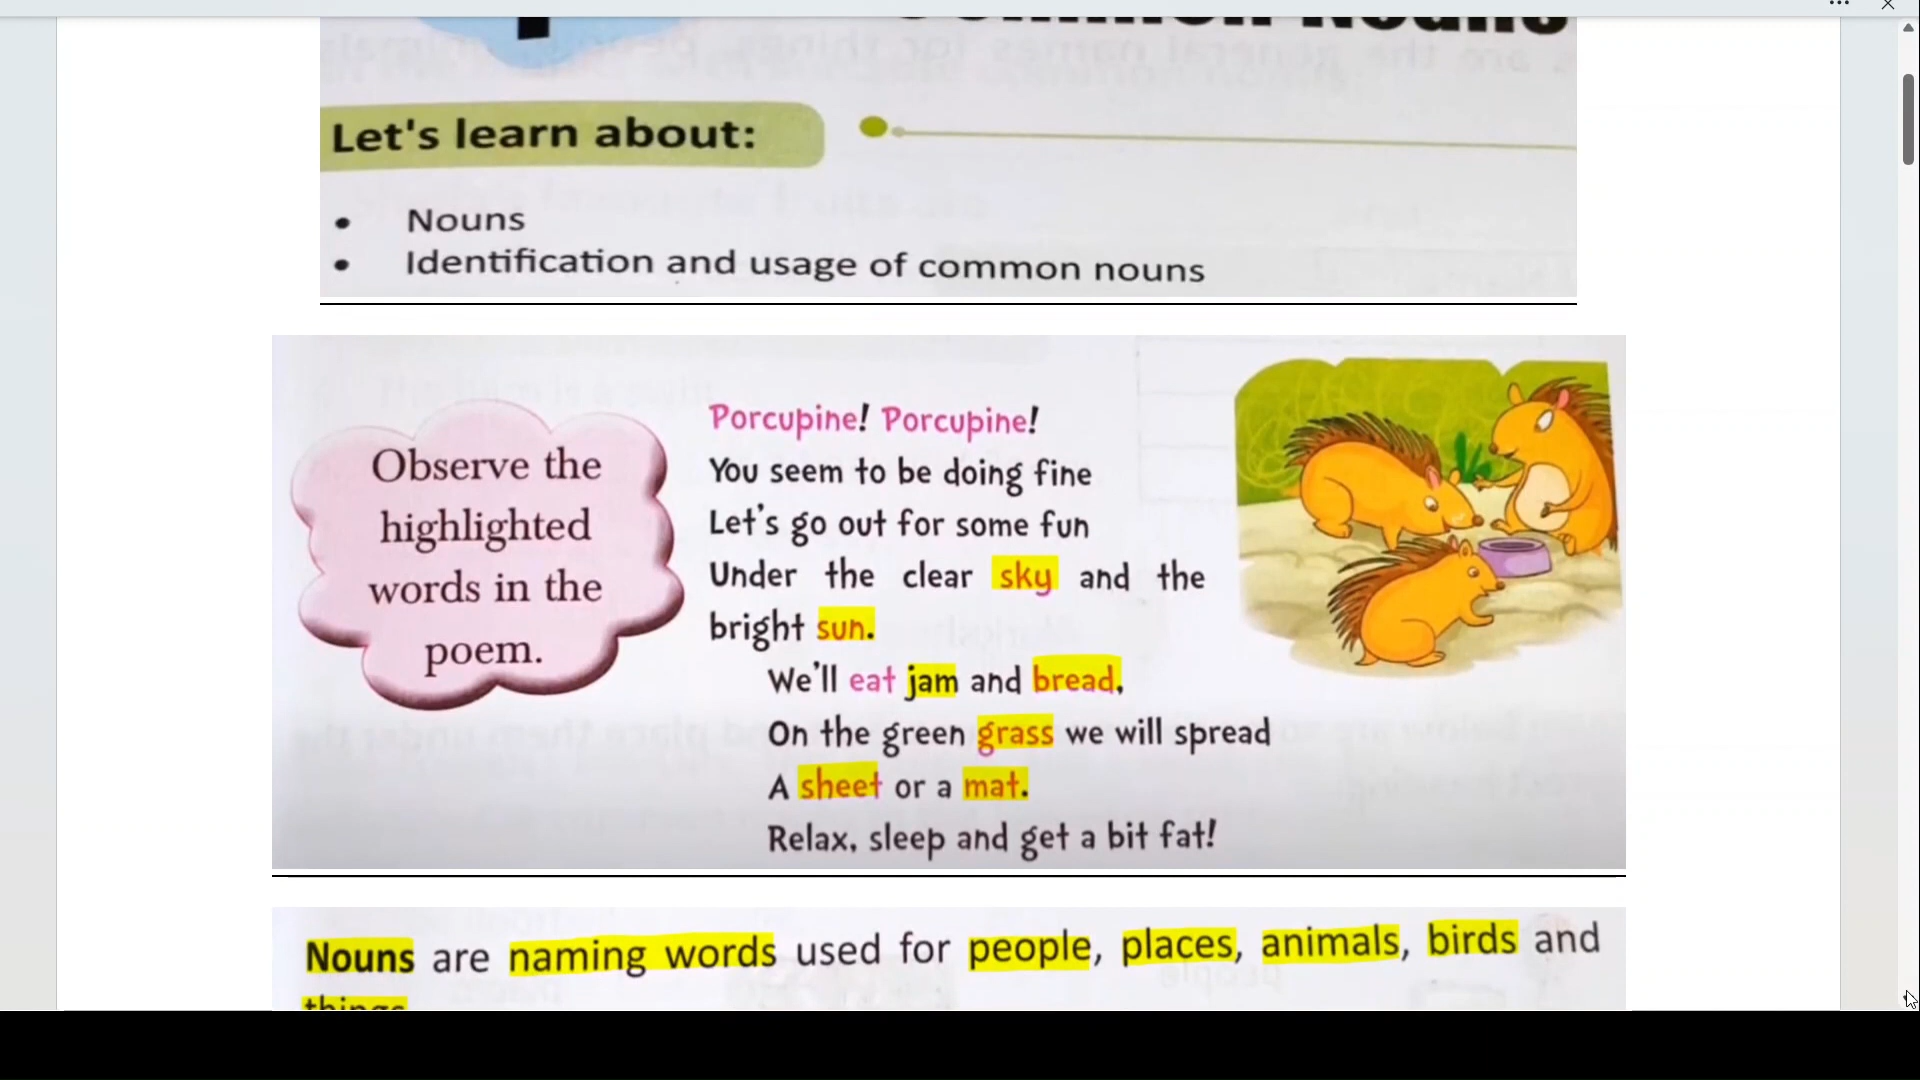 Common Nouns
Let's learn about:
• Nouns
• Identification and usage of common nouns
Observe the
highlighted
words in the
poem.
Porcupine! Porcupine!
You seem to be doing fine
Let's go out for some fun
Under the clear sky and the
bright sun.
We'll eat jam and bread,
On the green grass we will spread
A sheet or a mat.
Relax, sleep and get a bit fat!
Nouns are naming words used for people, places, animals, birds and
things